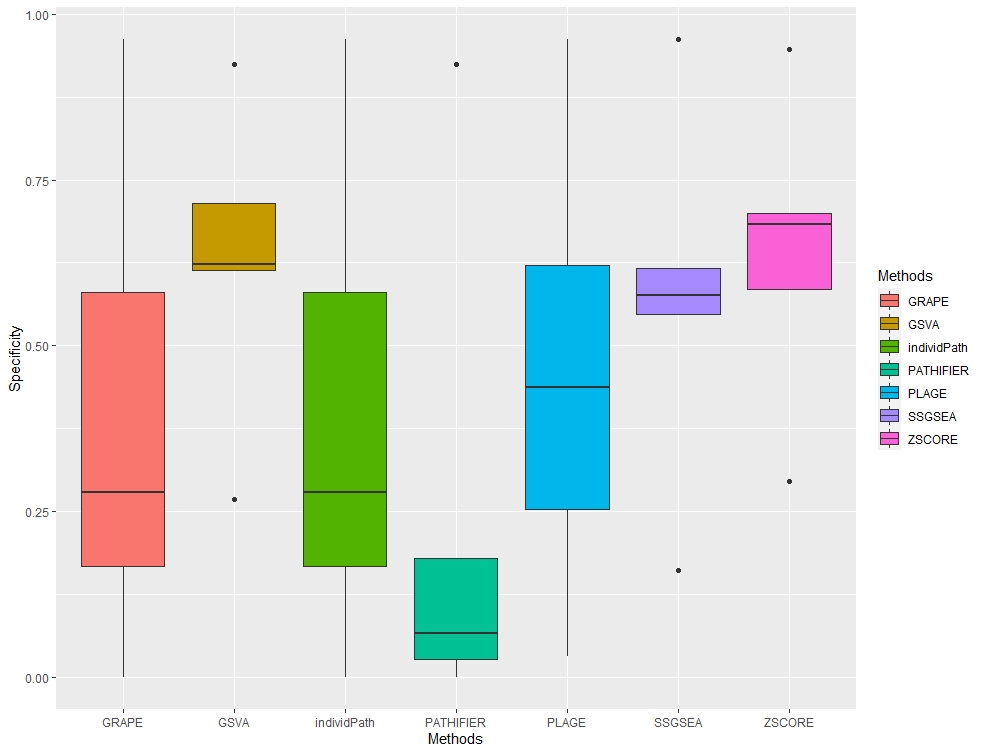 1.00
0.75
0.50
0.25
0.00
Specificity
GRAPE GSVA individPath PATHIFIER PLAGE SSGSEA ZSCORE
Methods
Methods
GRAPE
GSVA
individPath
PATHIFIER
PLAGE
SSGSEA
ZSCORE